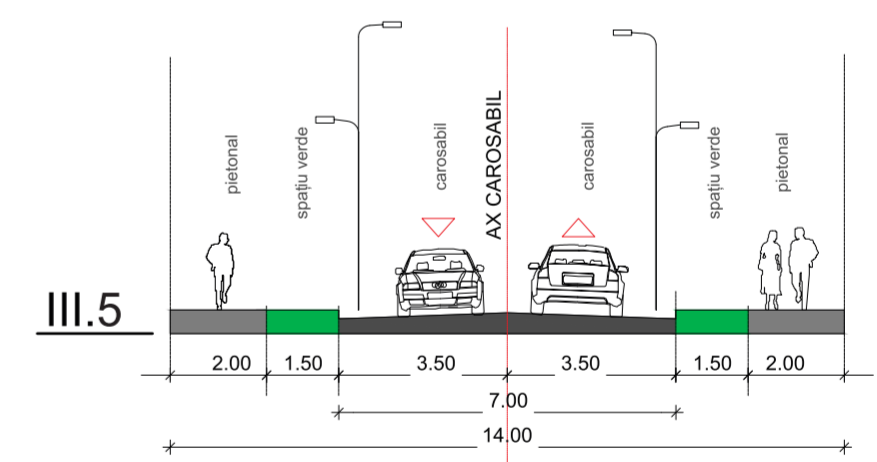 pietonal
spațiu verde
carosabil
AX CAROSABIL
carosabil
spațiu verde
pietonal
III.5
2.00 1.50 3.50 3.50 1.50 2.00
7.00
14.00